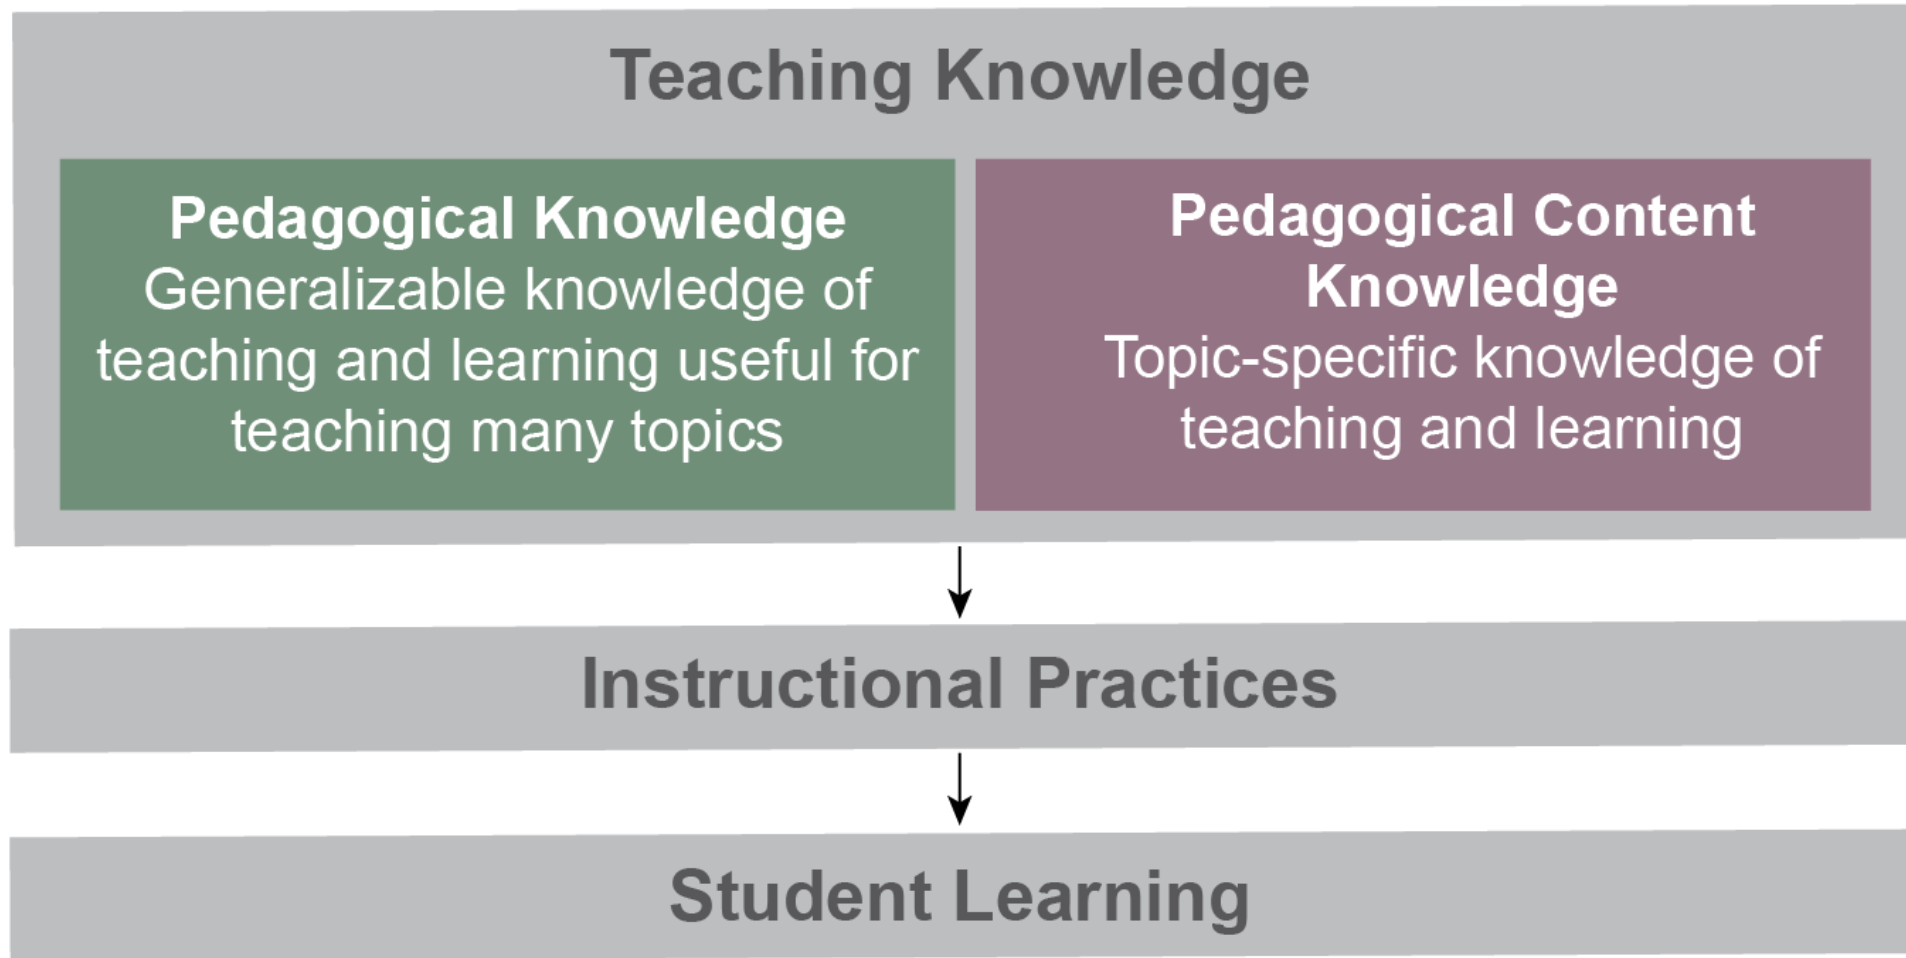 Teaching Knowledge
Pedagogical Knowledge
Generalizable knowledge of
teaching and learning useful for
teaching many topics
Pedagogical Content
Knowledge
Topic-specific knowledge of
teaching and learning
Instructional Practices
Student Learning